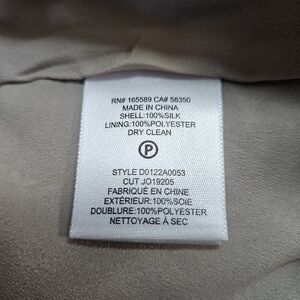 RN# 165589 CA# 58350
MADE IN CHINA
SHELL:100%SILK
LINING:100%POLYESTER
DRY CLEAN
P
STYLE D0122A0053
CUT JO19205
FABRIQUÉ EN CHINE
EXTÉRIEUR:100%SOIE
DOUBLURE:100%POLYESTER
NETTOYAGE À SEC